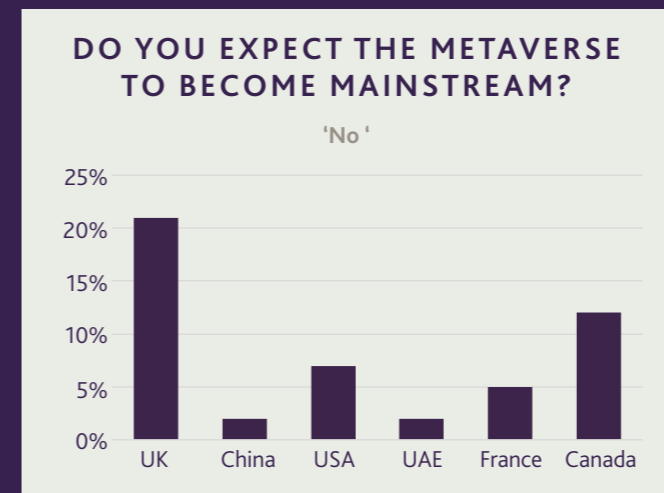 DO YOU EXPECT THE METAVERSE
TO BECOME MAINSTREAM?
‘No ‘
25%
20%
15%
10%
5%
0%
UK China USA UAE France Canada